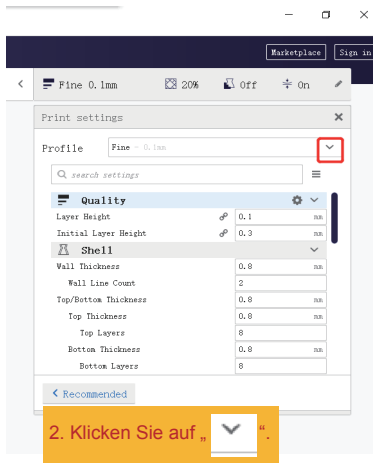 Marketplace Sign in
Fine 0.1mm 20% Off On
Print settings
Profile Fine - 0.1mm
search settings
Quality
Layer Height 0.1 mm
Initial Layer Height 0.3 mm
Shell
Wall Thickness 0.8 mm
Wall Line Count 2
Top/Bottom Thickness 0.8 mm
Top Thickness 0.8 mm
Top Layers 8
Bottom Thickness 0.8 mm
Bottom Layers 8
Recommended
2. Klicken Sie auf „ “.